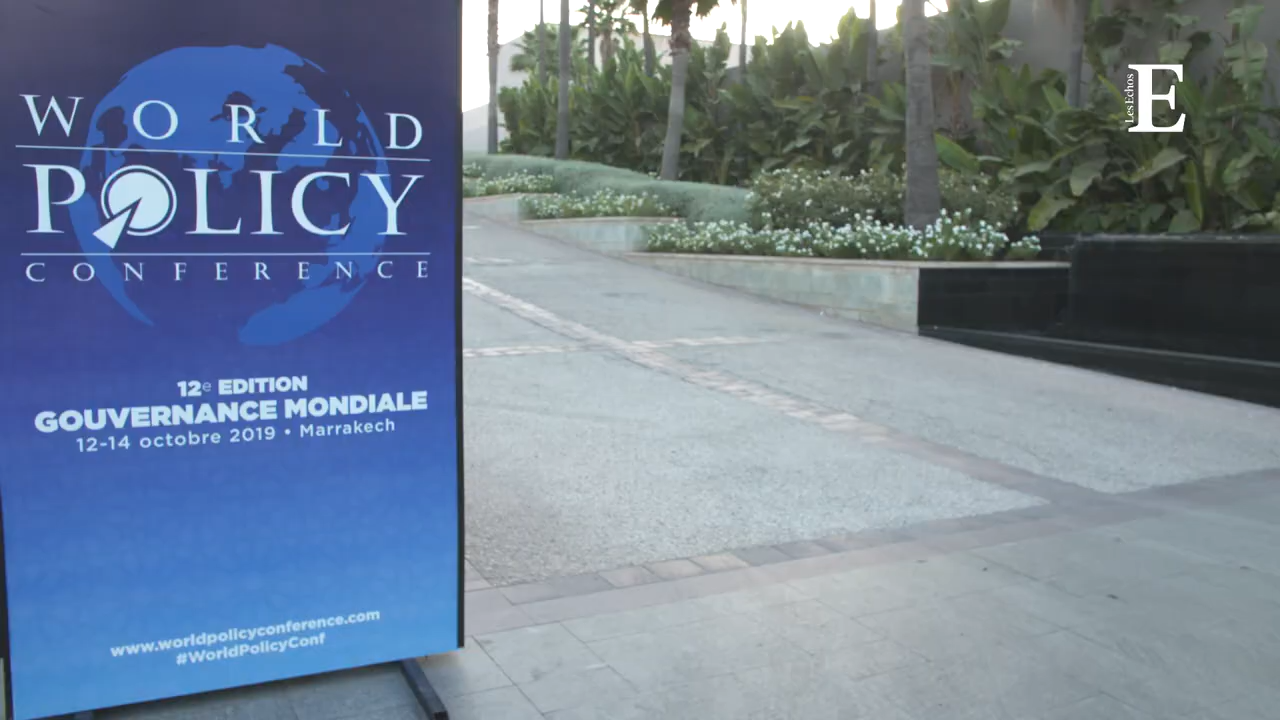 WORLD
POLICY
CONFERENCE
12e EDITION
GOUVERNANCE MONDIALE
12-14 octobre 2019 • Marrakech
www.worldpolicyconference.com
#WorldPolicyConf
Les Echos
E